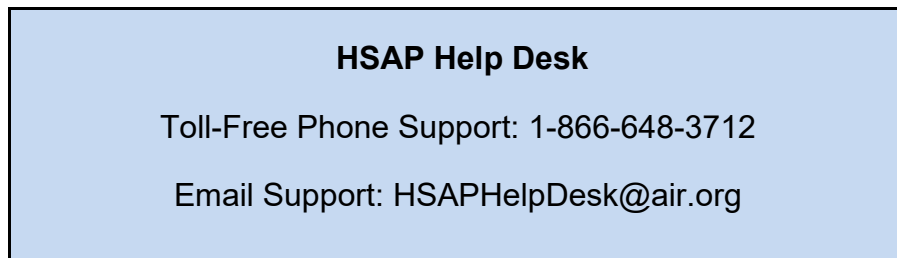 HSAP Help Desk
Toll-Free Phone Support: 1-866-648-3712
Email Support: HSAPHelpDesk@air.org